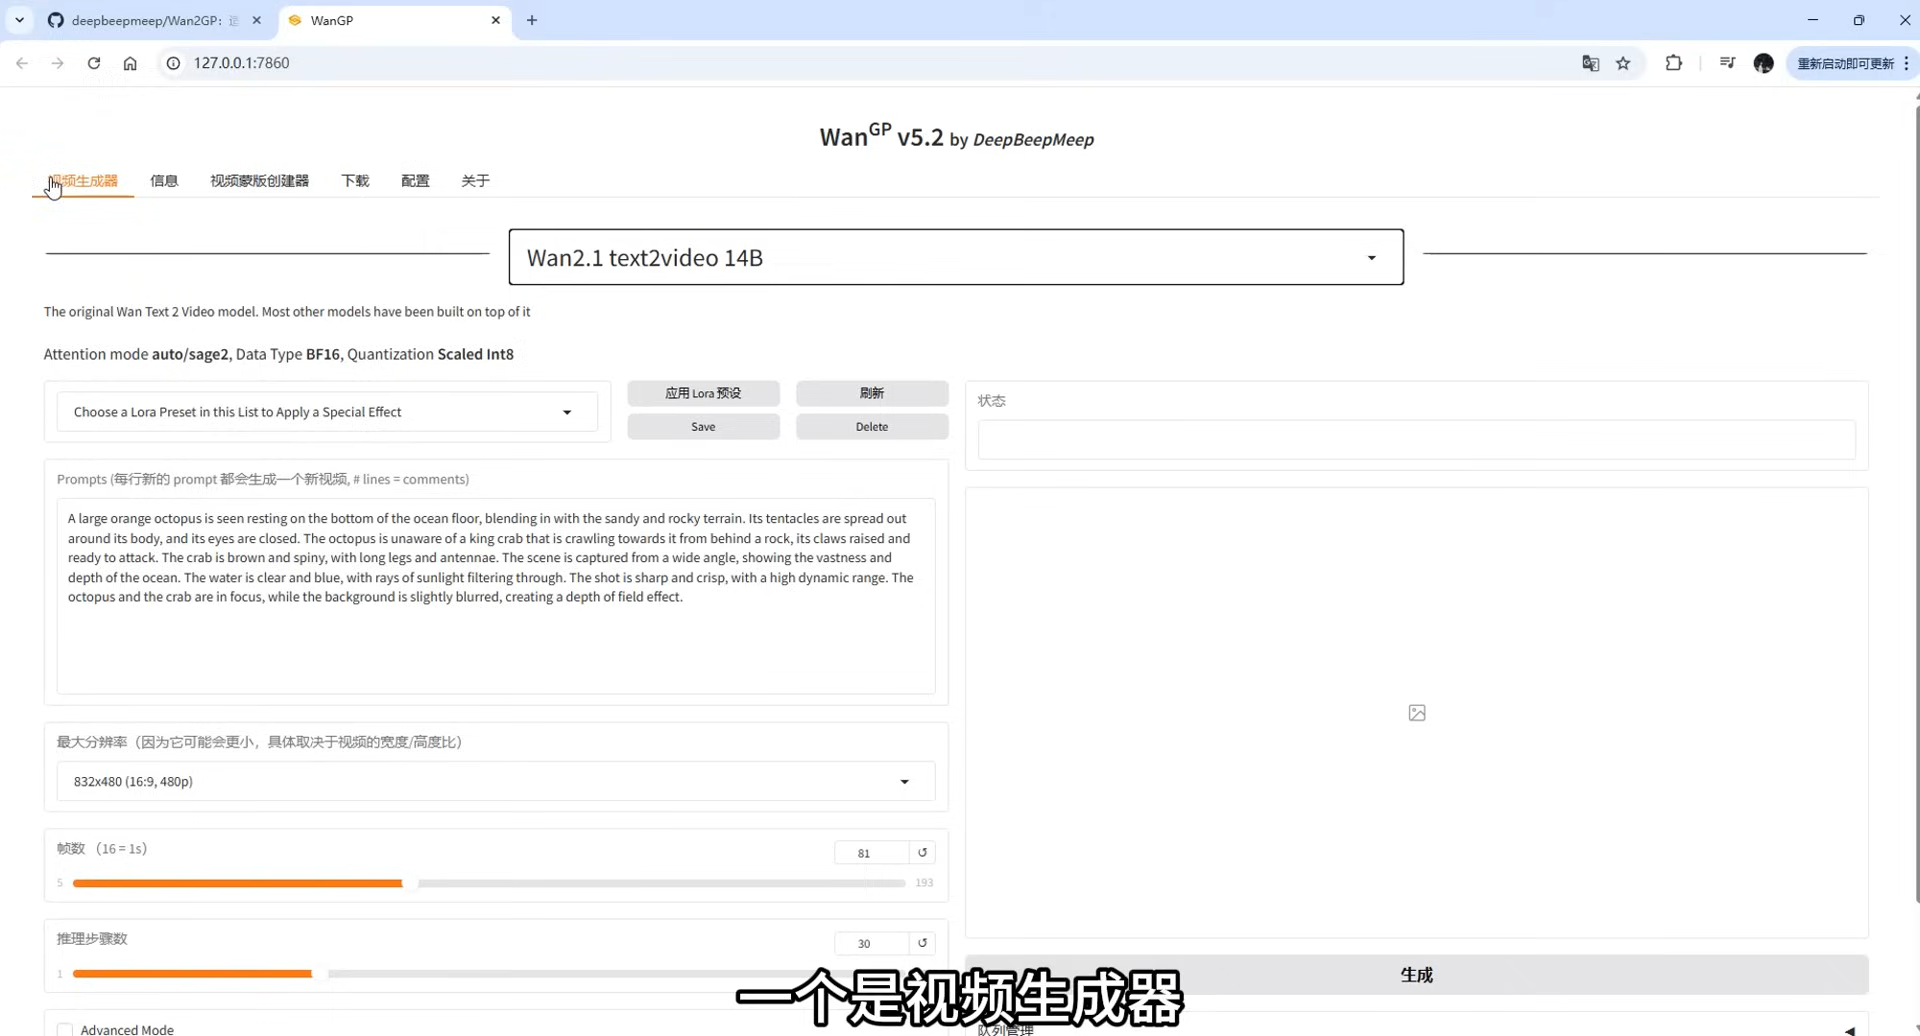 deepbeepmeep/Wan2GP:
WanGP
127.0.0.1:7860
重新启动即可更新
WanGP v5.2 by DeepBeepMeep
视频生成器
信息
视频蒙版创建器
下载
配置
关于
Wan2.1 text2video 14B
The original Wan Text 2 Video model. Most other models have been built on top of it
Attention mode auto/sage2, Data Type BF16, Quantization Scaled Int8
Choose a Lora Preset in this List to Apply a Special Effect
应用 Lora 预设
刷新
Save
Delete
状态
Prompts (每行新的 prompt 都会生成一个新视频, # lines = comments)
A large orange octopus is seen resting on the bottom of the ocean floor, blending in with the sandy and rocky terrain. Its tentacles are spread out
around its body, and its eyes are closed. The octopus is unaware of a king crab that is crawling towards it from behind a rock, its claws raised and
ready to attack. The crab is brown and spiny, with long legs and antennae. The scene is captured from a wide angle, showing the vastness and
depth of the ocean. The water is clear and blue, with rays of sunlight filtering through. The shot is sharp and crisp, with a high dynamic range. The
octopus and the crab are in focus, while the background is slightly blurred, creating a depth of field effect.
最大分辨率（因为它可能会更小，具体取决于视频的宽度/高度比）
832x480 (16:9, 480p)
帧数 （16 = 1s）
81
5
193
推理步骤数
30
1
生成
一个是视频生成器
Advanced Mode
队列管理